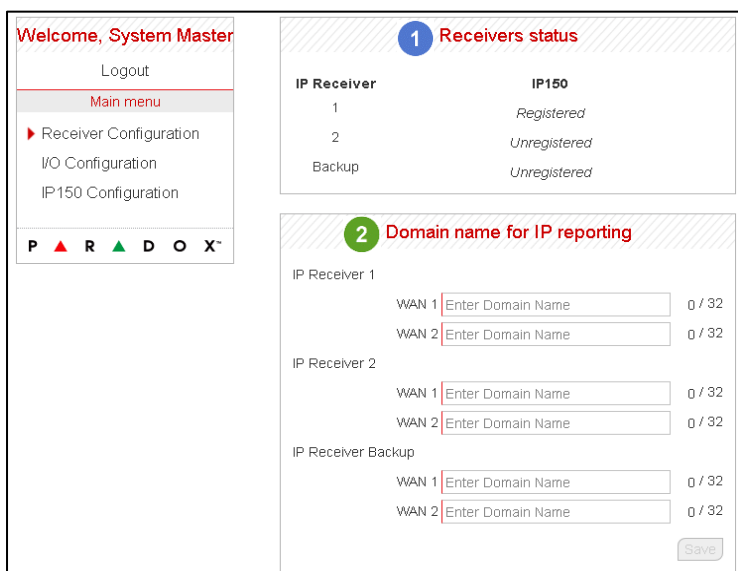 Welcome, System Master
Logout
Main menu
Receiver Configuration
I/O Configuration
IP150 Configuration
P A R A D O X™
1 Receivers status
IP Receiver IP150
1 Registered
2 Unregistered
Backup Unregistered
2 Domain name for IP reporting
IP Receiver 1
WAN 1 Enter Domain Name 0 / 32
WAN 2 Enter Domain Name 0 / 32
IP Receiver 2
WAN 1 Enter Domain Name 0 / 32
WAN 2 Enter Domain Name 0 / 32
IP Receiver Backup
WAN 1 Enter Domain Name 0 / 32
WAN 2 Enter Domain Name 0 / 32
Save